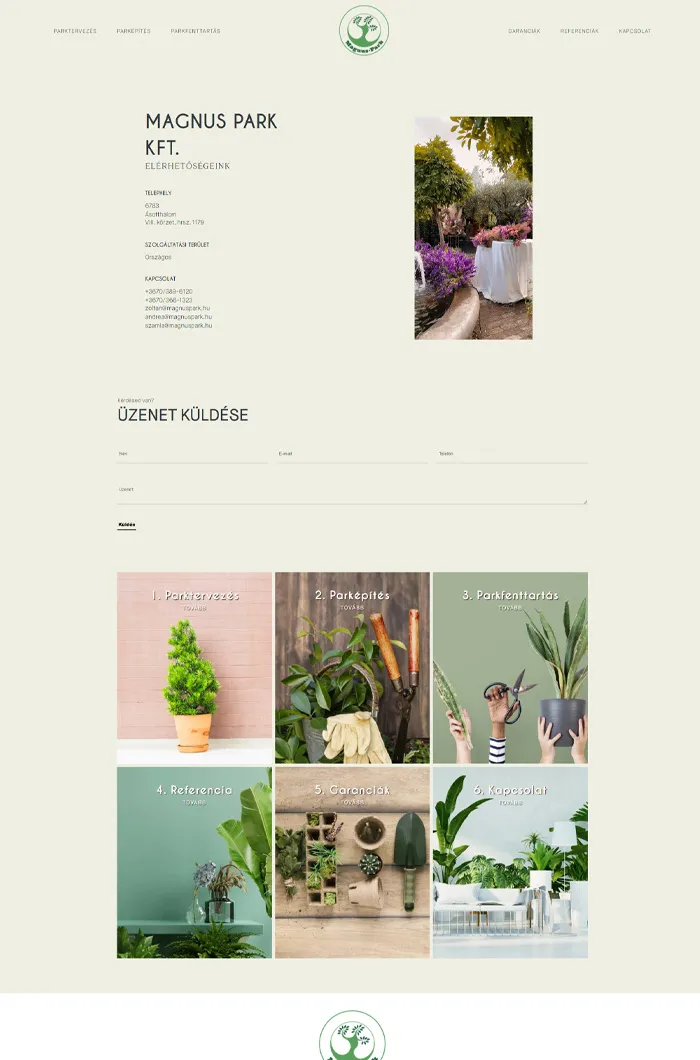 PARKTERVEZÉS PARKÉPÍTÉS PARKFENTTARTÁS
Magnus-Park
GARANCIÁK REFERENCIÁK KAPCSOLAT
MAGNUS PARK
KFT.
ELÉRHETŐSÉGEINK
TELEPHELY
6783
Ásotthalom
VIII. körzet, hrsz. 1179
SZOLGÁLTATÁSI TERÜLET
Országos
KAPCSOLAT
+3670/389-6120
+3670/366-1323
zoltan@magnuspark.hu
andrea@magnuspark.hu
szamla@magnuspark.hu
Kérdésed van?
ÜZENET KÜLDÉSE
Név E-mail Telefon
Üzenet
Küldés
1. Parktervezés
TOVÁBB
2. Parképítés
TOVÁBB
3. Parkfenttartás
TOVÁBB
4. Referencia
TOVÁBB
5. Garanciák
TOVÁBB
6. Kapcsolat
TOVÁBB